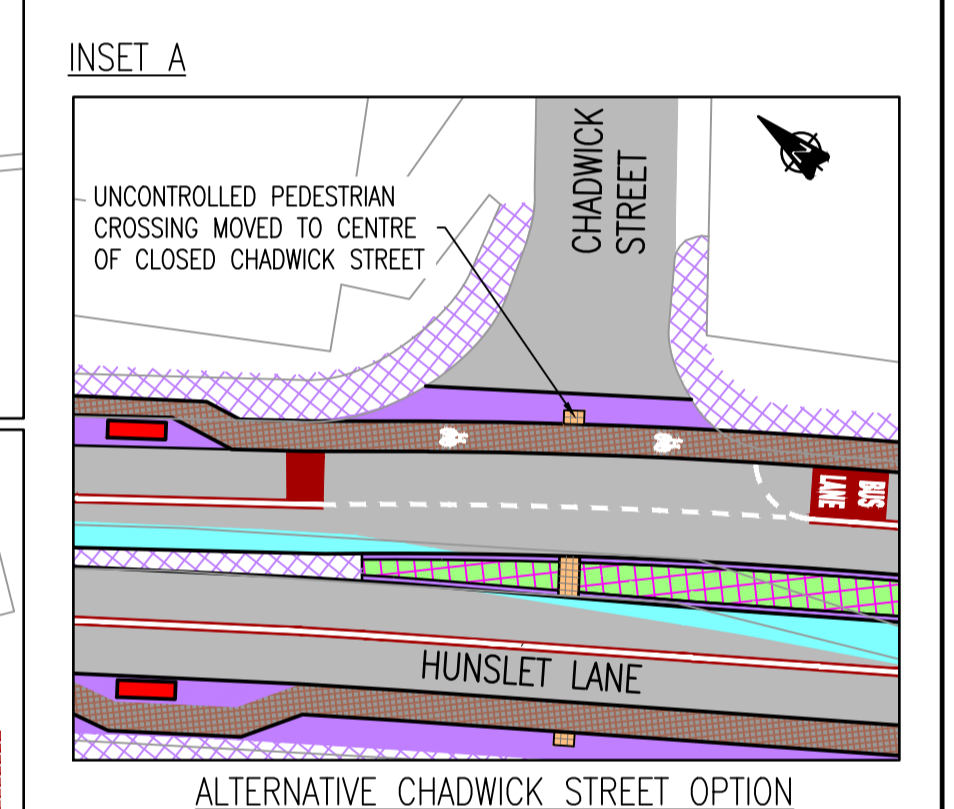 INSET A
UNCONTROLLED PEDESTRIAN
CROSSING MOVED TO CENTRE
OF CLOSED CHADWICK STREET
CHADWICK
STREET
BUS
LANE
HUNSLET LANE
ALTERNATIVE CHADWICK STREET OPTION